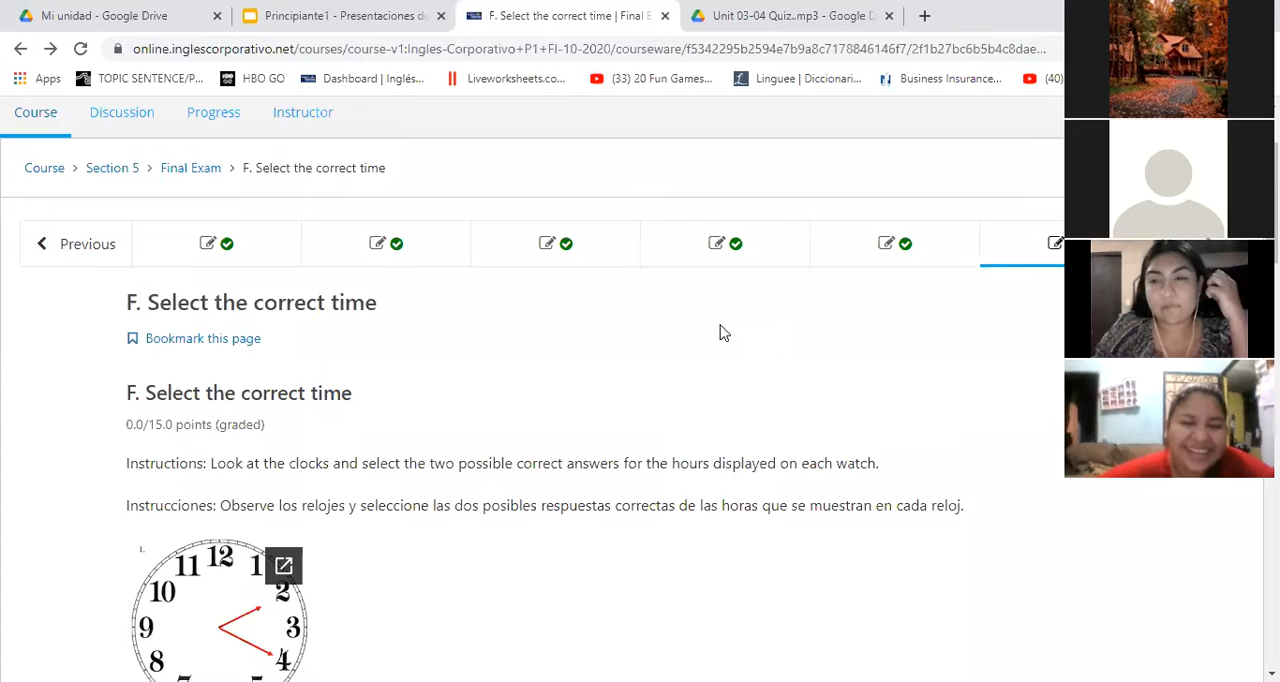 Mi unidad - Google Drive
Principiante1 - Presentaciones de
F. Select the correct time | Final E
Unit 03-04 Quiz..mp3 - Google D
online.inglescorporativo.net/courses/course-v1:Ingles-Corporativo+P1+FI-10-2020/courseware/f5342295b2594e7b9a8c7178846146f7/2f1b27bc6b5b4c8dae...
Apps
TOPIC SENTENCE/P...
HBO GO
Dashboard | Inglés...
Liveworksheets.co...
(33) 20 Fun Games...
Linguee | Diccionari...
Business Insurance...
(40)
Course
Discussion
Progress
Instructor
Course > Section 5 > Final Exam > F. Select the correct time
Previous
F. Select the correct time
Bookmark this page
F. Select the correct time
0.0/15.0 points (graded)
Instructions: Look at the clocks and select the two possible correct answers for the hours displayed on each watch.
Instrucciones: Observe los relojes y seleccione las dos posibles respuestas correctas de las horas que se muestran en cada reloj.
1.
11 12 1
10 2
9 3
8 4
7 5